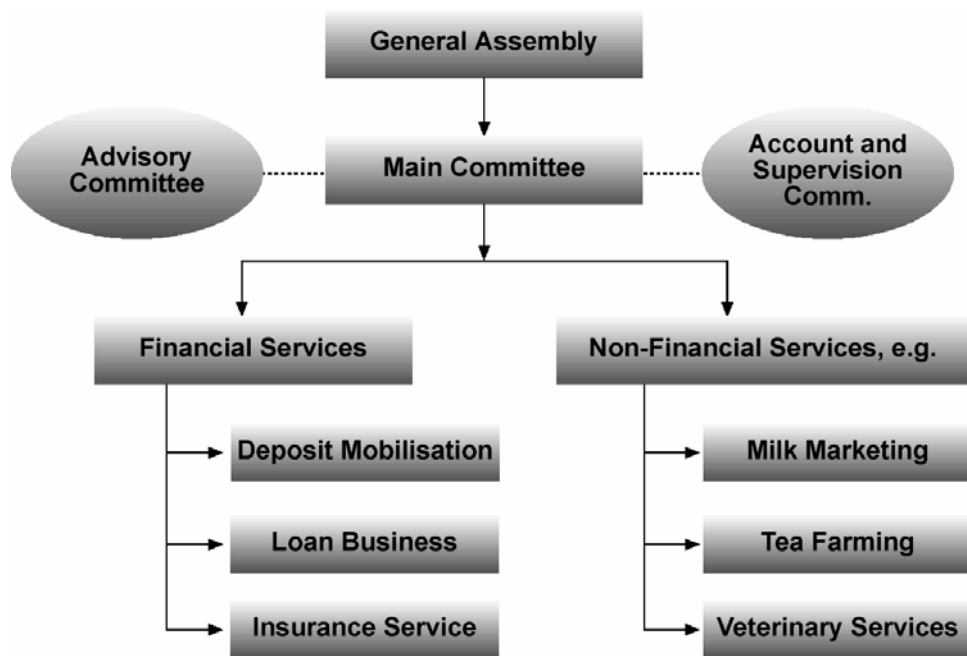 General Assembly
Advisory
Committee
Main Committee
Account and
Supervision
Comm.
Financial Services
Non-Financial Services, e.g.
Deposit Mobilisation
Milk Marketing
Loan Business
Tea Farming
Insurance Service
Veterinary Services